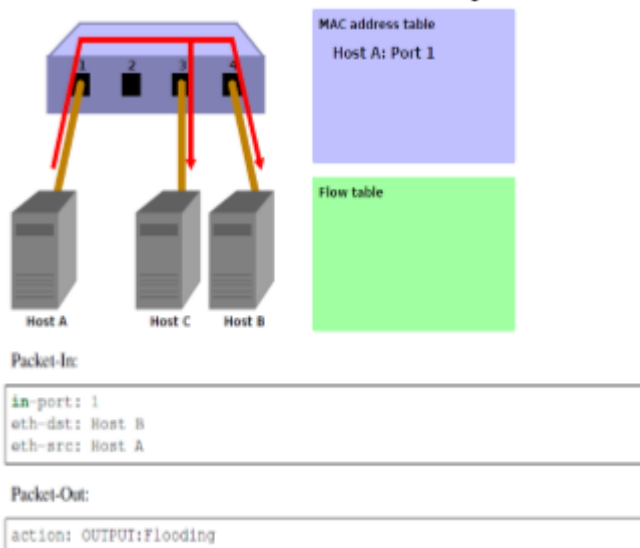 MAC address table
Host A: Port 1
1 2 3 4
Flow table
Host A Host C Host B
Packet-In:
in-port: 1
eth-dst: Host B
eth-src: Host A
Packet-Out:
action: OUTPUT:Flooding